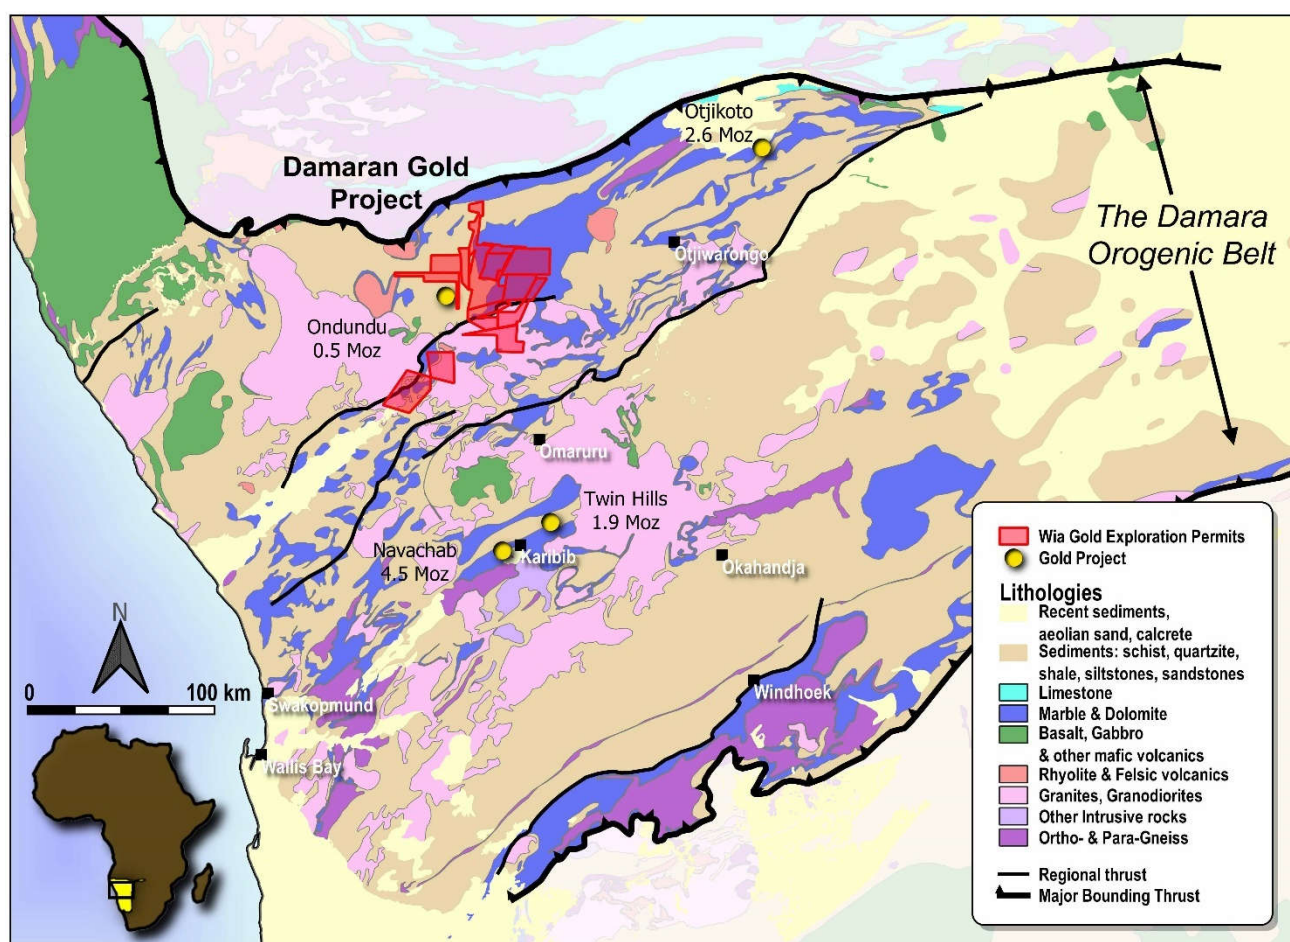 Otjikoto
2.6 Moz
Damaran Gold
Project
The Damara
Orogenic Belt
Otjiwarongo
Ondundu
0.5 Moz
Omaruru
Twin Hills
1.9 Moz
Navachab
4.5 Moz
Karibib
Okahandja
N
0 100 km
Swakopmund
Wallis Bay
Windhoek
Wia Gold Exploration Permits
Gold Project
Lithologies
Recent sediments,
aeolian sand, calcrete
Sediments: schist, quartzite,
shale, siltstones, sandstones
Limestone
Marble & Dolomite
Basalt, Gabbro
& other mafic volcanics
Rhyolite & Felsic volcanics
Granites, Granodiorites
Other Intrusive rocks
Ortho- & Para-Gneiss
Regional thrust
Major Bounding Thrust